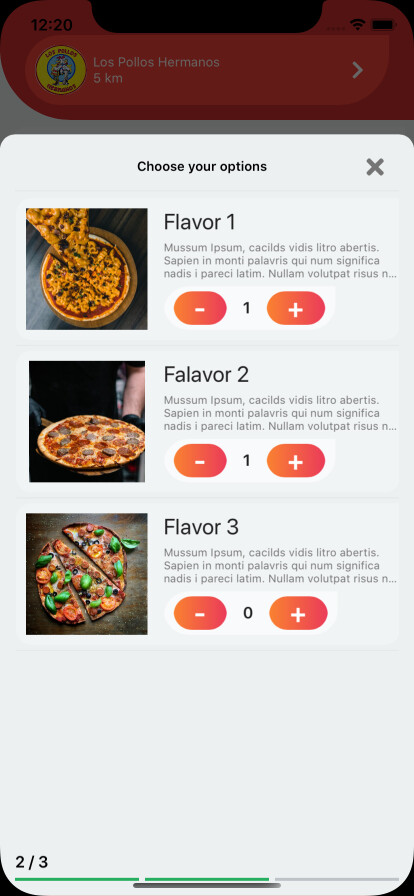 12:20
LOS POLLOS
HERMANOS
Los Pollos Hermanos
5 km
Choose your options
Flavor 1
Mussum Ipsum, cacilds vidis litro abertis.
Sapien in monti palavris qui num significa
nadis i pareci latim. Nullam volutpat risus n...
- 1 +
Falavor 2
Mussum Ipsum, cacilds vidis litro abertis.
Sapien in monti palavris qui num significa
nadis i pareci latim. Nullam volutpat risus n...
- 1 +
Flavor 3
Mussum Ipsum, cacilds vidis litro abertis.
Sapien in monti palavris qui num significa
nadis i pareci latim. Nullam volutpat risus n...
- 0 +
2 / 3